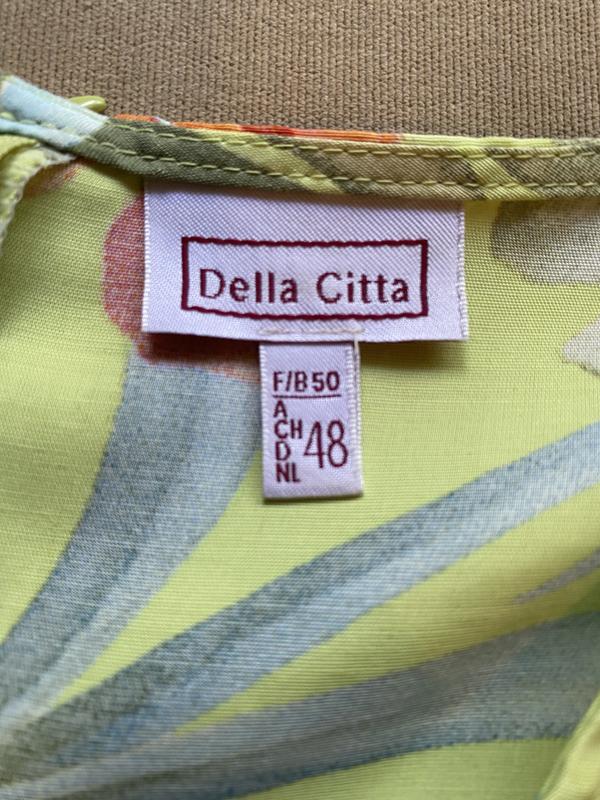 Della Citta
F/B 50
A
CH
D
NL
48